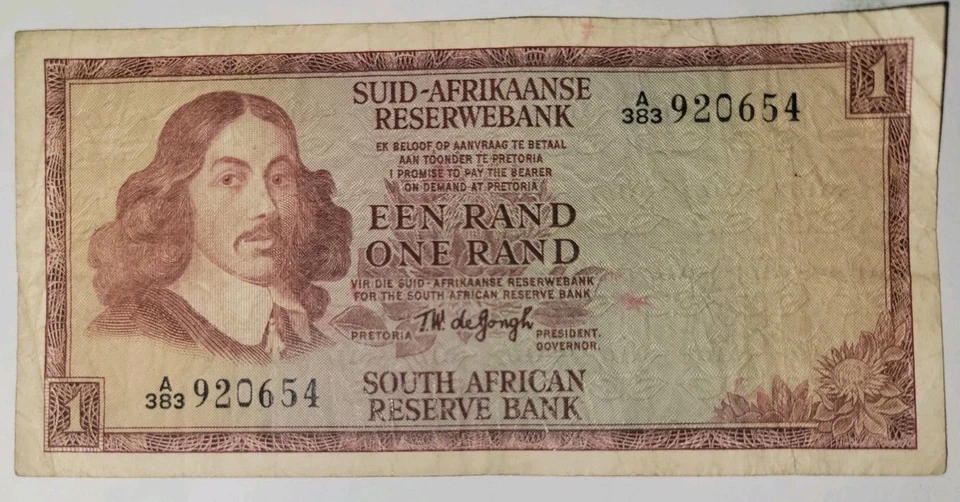 SUID-AFRIKAANSE
RESERWEBANK
A/383 920654
1
EK BELOOF OP AANVRAAG TE BETAAL
AAN TOONDER TE PRETORIA
I PROMISE TO PAY THE BEARER
ON DEMAND AT PRETORIA
EEN RAND
ONE RAND
VIR DIE SUID-AFRIKAANSE RESERWEBANK
FOR THE SOUTH AFRICAN RESERVE BANK
PRETORIA T.W. de Jongh PRESIDENT.
GOVERNOR.
1
A/383 920654
SOUTH AFRICAN
RESERVE BANK